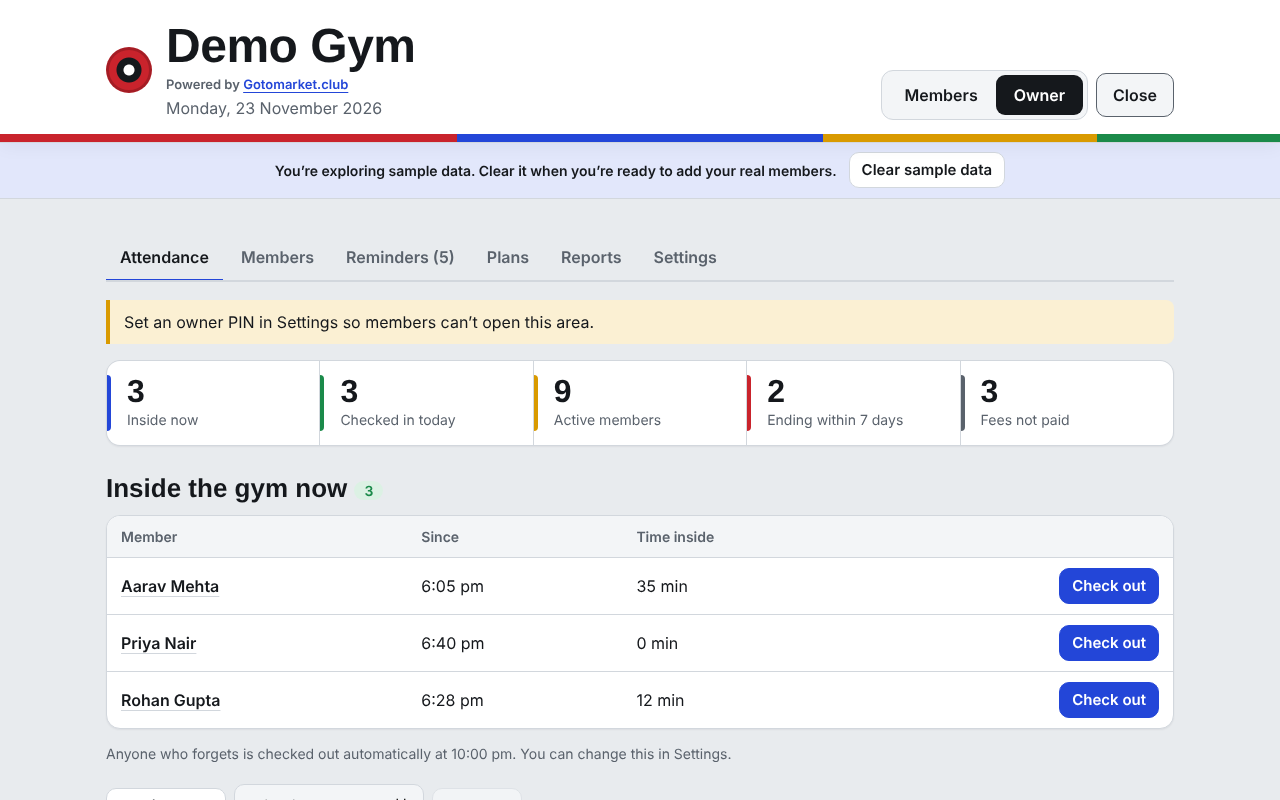 Demo Gym
Powered by Gotomarket.club
Monday, 23 November 2026
Members
Owner
Close
You’re exploring sample data. Clear it when you’re ready to add your real members.
Clear sample data
Attendance
Members
Reminders (5)
Plans
Reports
Settings
Set an owner PIN in Settings so members can’t open this area.
3
Inside now
3
Checked in today
9
Active members
2
Ending within 7 days
3
Fees not paid
Inside the gym now 3
Member Since Time inside
Aarav Mehta 6:05 pm 35 min Check out
Priya Nair 6:40 pm 0 min Check out
Rohan Gupta 6:28 pm 12 min Check out
Anyone who forgets is checked out automatically at 10:00 pm. You can change this in Settings.